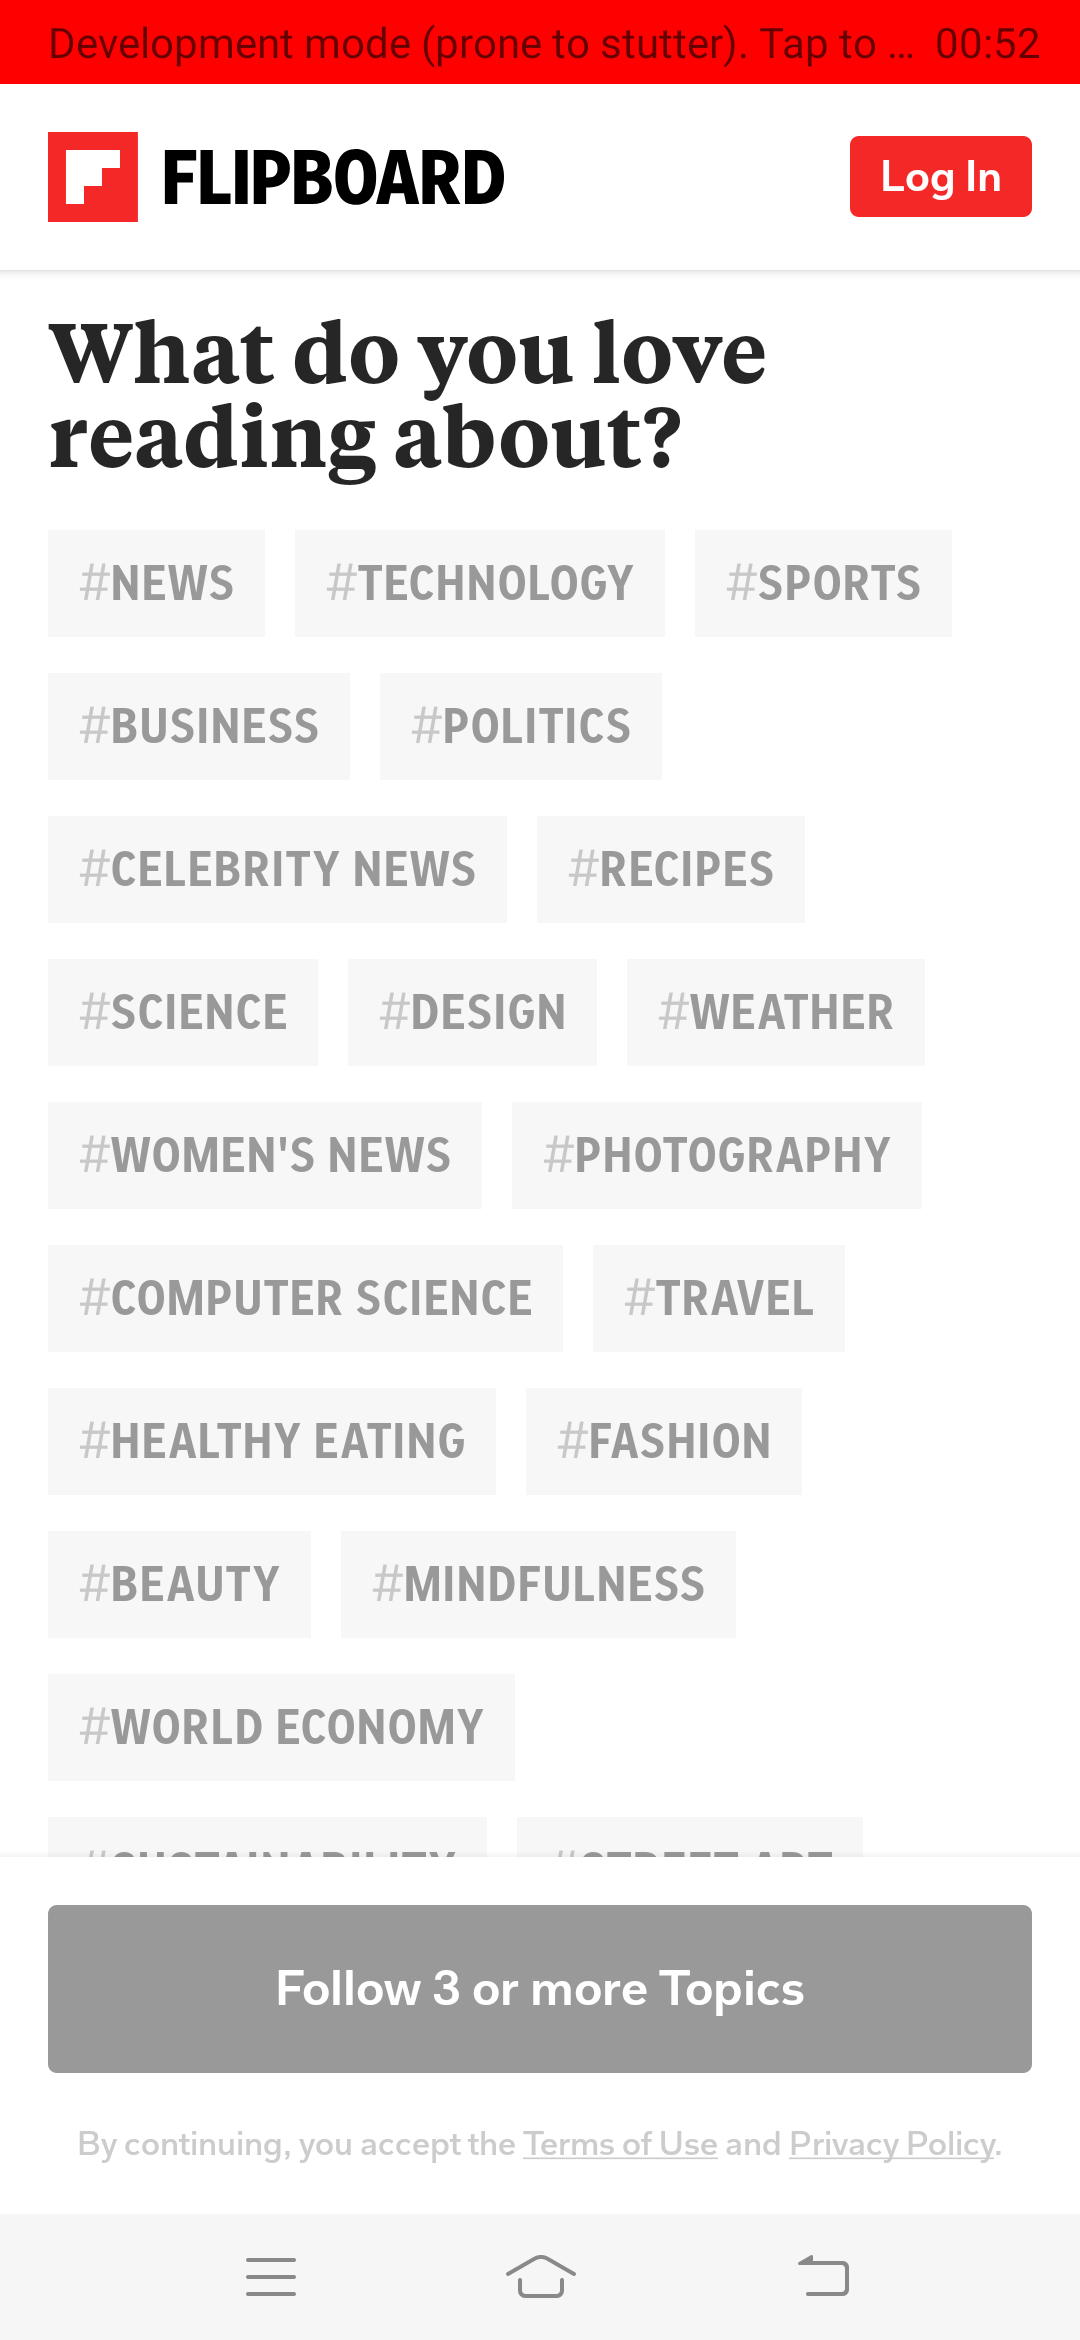 Development mode (prone to stutter). Tap to ... 00:52
FLIPBOARD
Log In
What do you love
reading about?
#NEWS #TECHNOLOGY #SPORTS
#BUSINESS #POLITICS
#CELEBRITY NEWS #RECIPES
#SCIENCE #DESIGN #WEATHER
#WOMEN'S NEWS #PHOTOGRAPHY
#COMPUTER SCIENCE #TRAVEL
#HEALTHY EATING #FASHION
#BEAUTY #MINDFULNESS
#WORLD ECONOMY
#SUSTAINABILITY #STREET ART
Follow 3 or more Topics
By continuing, you accept the Terms of Use and Privacy Policy.